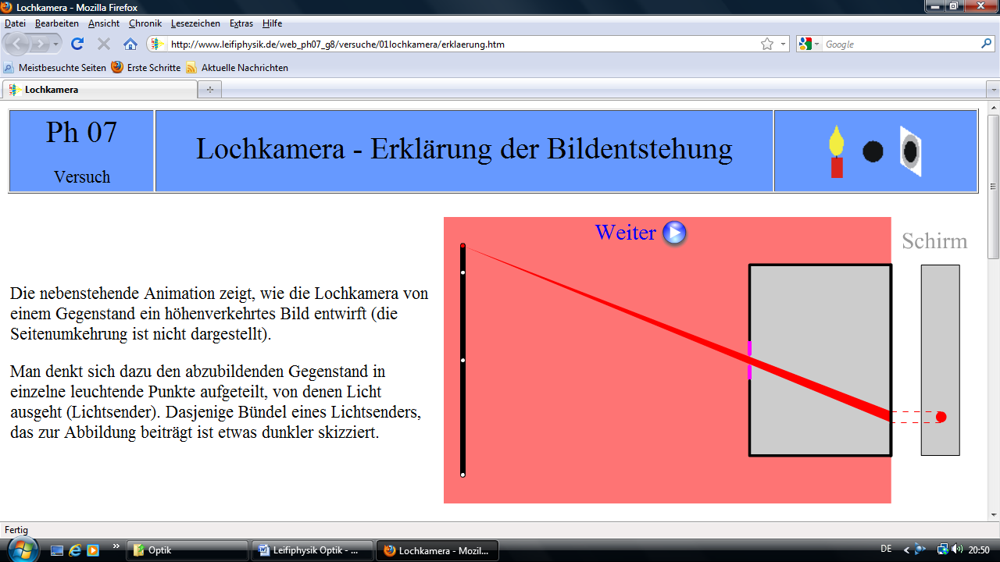 Lochkamera - Mozilla Firefox
Datei Bearbeiten Ansicht Chronik Lesezeichen Extras Hilfe
http://www.leifiphysik.de/web_ph07_g8/versuche/01lochkamera/erklaerung.htm
Google
Meistbesuchte Seiten Erste Schritte Aktuelle Nachrichten
Lochkamera
Ph 07
Versuch
Lochkamera - Erklärung der Bildentstehung
Weiter
Schirm
Die nebenstehende Animation zeigt, wie die Lochkamera von
einem Gegenstand ein höhenverkehrtes Bild entwirft (die
Seitenumkehrung ist nicht dargestellt).
Man denkt sich dazu den abzubildenden Gegenstand in
einzelne leuchtende Punkte aufgeteilt, von denen Licht
ausgeht (Lichtsender). Dasjenige Bündel eines Lichtsenders,
das zur Abbildung beiträgt ist etwas dunkler skizziert.
Fertig
Optik
Leifiphysik Optik - ...
Lochkamera - Mozil...
DE
20:50